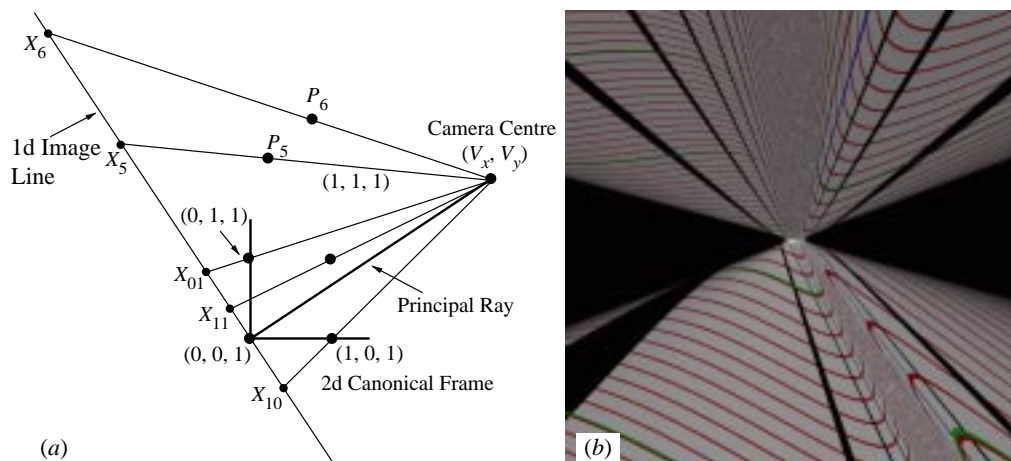 X6
P6
Camera Centre
(Vx, Vy)
1d Image
Line
X5
P5
(1, 1, 1)
(0, 1, 1)
X01
Principal Ray
X11
(0, 0, 1)
(1, 0, 1)
2d Canonical Frame
X10
(a)
(b)